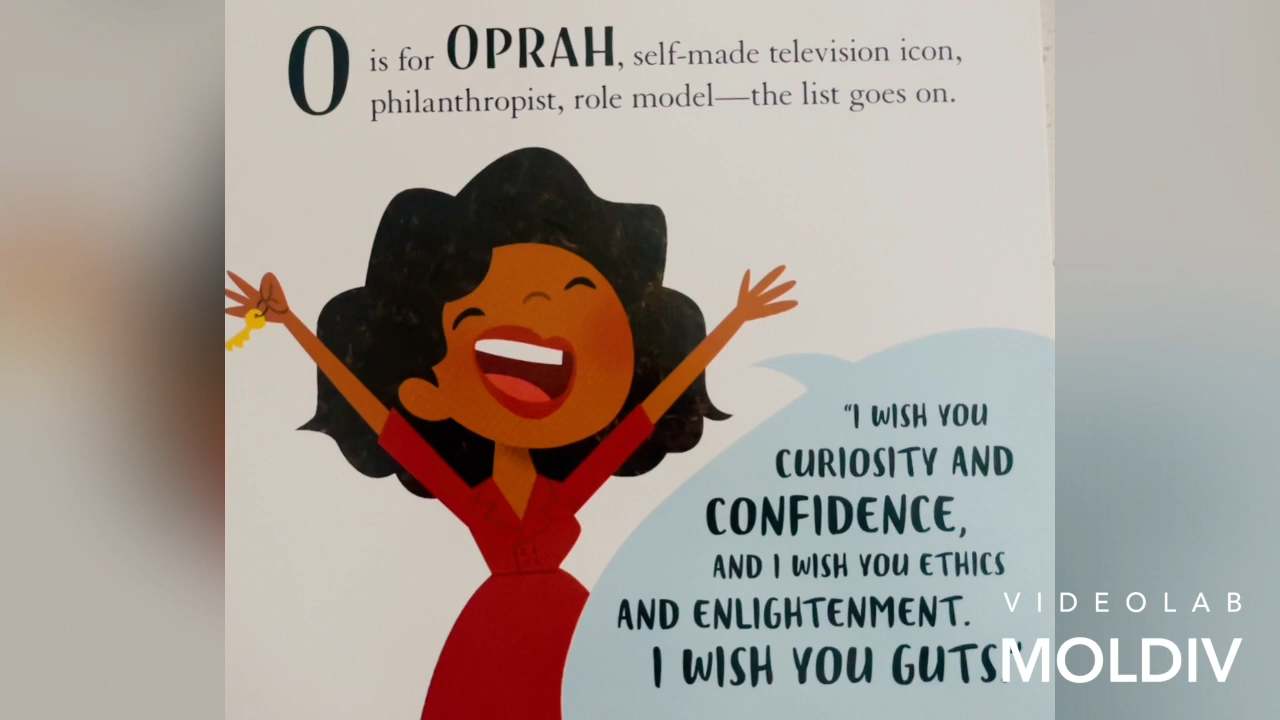 O is for OPRAH, self-made television icon,
philanthropist, role model—the list goes on.
“I WISH YOU
CURIOSITY AND
CONFIDENCE,
AND I WISH YOU ETHICS
AND ENLIGHTENMENT.
I WISH YOU GUTS.”
VIDEOLAB
MOLDIV